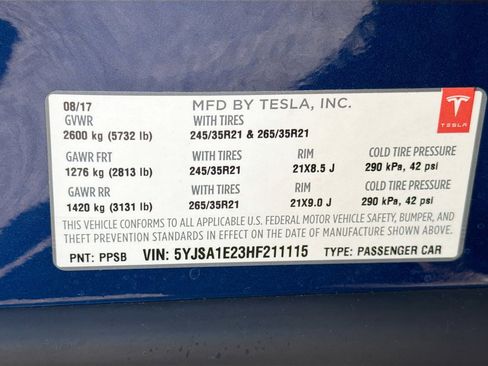 08/17 MFD BY TESLA, INC.
GVWR WITH TIRES
2600 kg (5732 lb) 245/35R21 & 265/35R21
TESLA
GAWR FRT WITH TIRES RIM COLD TIRE PRESSURE
1276 kg (2813 lb) 245/35R21 21X8.5 J 290 kPa, 42 psi
GAWR RR WITH TIRES RIM COLD TIRE PRESSURE
1420 kg (3131 lb) 265/35R21 21X9.0 J 290 kPa, 42 psi
THIS VEHICLE CONFORMS TO ALL APPLICABLE U.S. FEDERAL MOTOR VEHICLE SAFETY, BUMPER, AND
THEFT PREVENTION STANDARDS IN EFFECT ON THE DATE OF MANUFACTURE SHOWN ABOVE.
PNT: PPSB VIN: 5YJSA1E23HF211115 TYPE: PASSENGER CAR